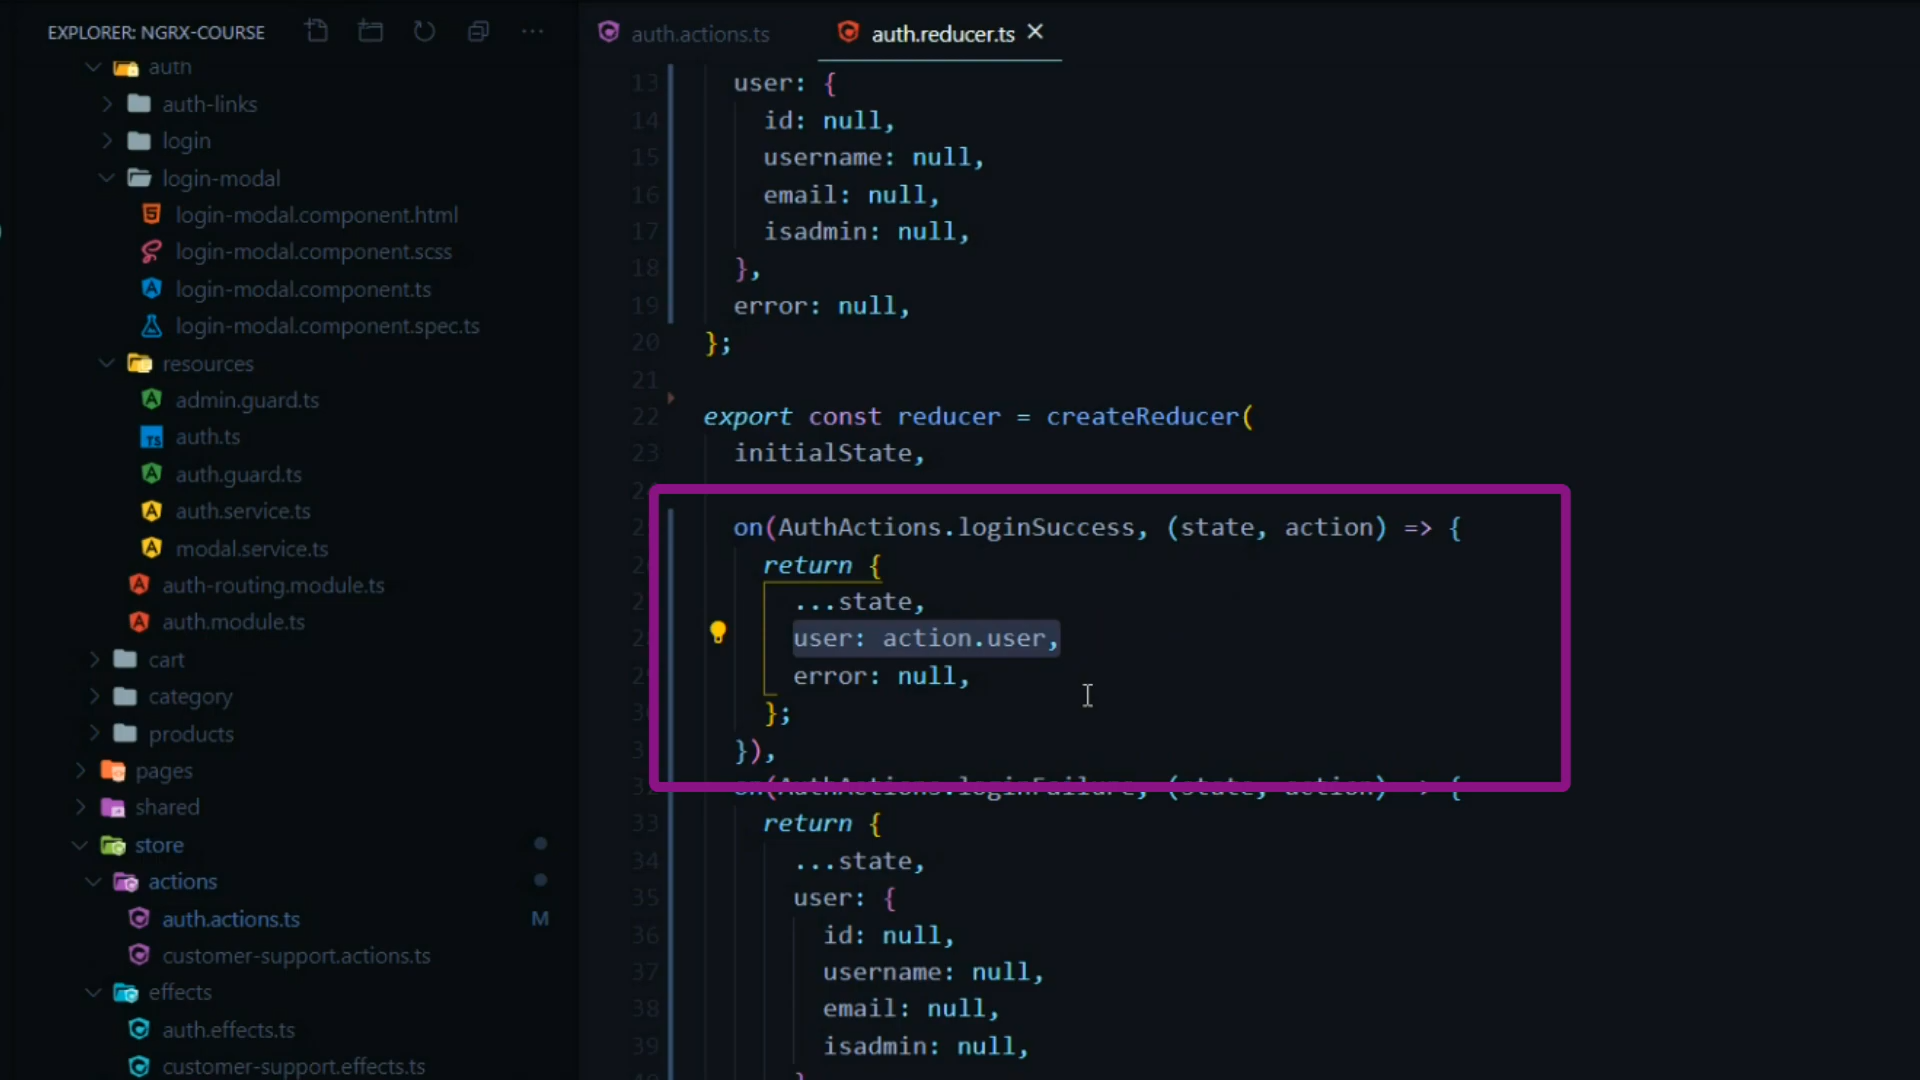 EXPLORER: NGRX-COURSE
auth
auth-links
login
login-modal
login-modal.component.html
login-modal.component.scss
login-modal.component.ts
login-modal.component.spec.ts
resources
admin.guard.ts
auth.ts
auth.guard.ts
auth.service.ts
modal.service.ts
auth-routing.module.ts
auth.module.ts
cart
category
products
pages
shared
store
actions
auth.actions.ts M
customer-support.actions.ts
effects
auth.effects.ts
customer-support.effects.ts
auth.actions.ts
auth.reducer.ts
13 user: {
14 id: null,
15 username: null,
16 email: null,
17 isadmin: null,
18 },
19 error: null,
20 };
21
22 export const reducer = createReducer(
23 initialState,
on(AuthActions.loginSuccess, (state, action) => {
return {
...state,
user: action.user,
error: null,
};
}),
on(AuthActions.loginFailure, (state, action) => {
33 return {
34 ...state,
35 user: {
36 id: null,
37 username: null,
38 email: null,
39 isadmin: null,